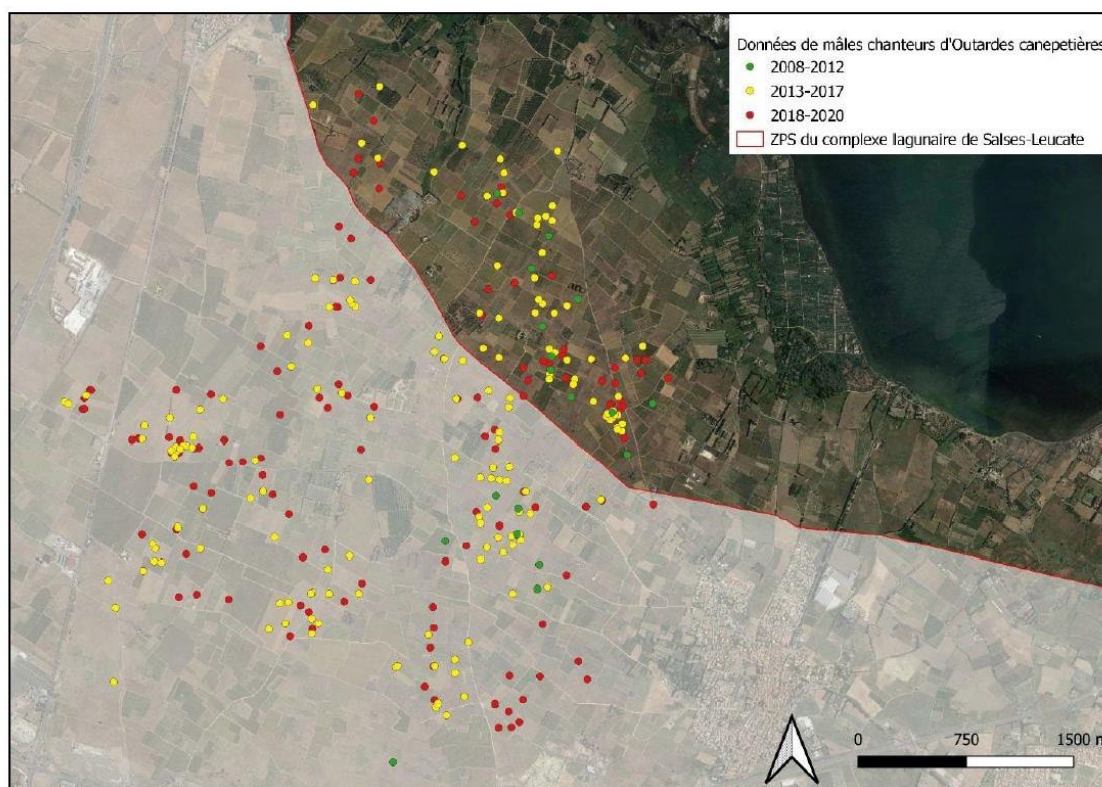 Données de mâles chanteurs d'Outardes canepetières
2008-2012
2013-2017
2018-2020
ZPS du complexe lagunaire de Salses-Leucate
0 750 1500 m